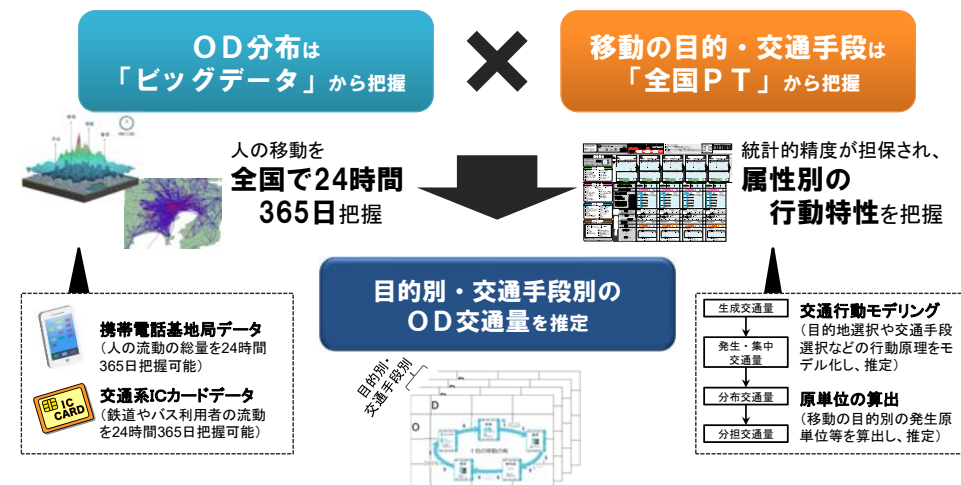 ＯＤ分布は
「ビッグデータ」から把握
移動の目的・交通手段は
「全国ＰＴ」から把握
人の移動を
全国で24時間
365日把握
統計的精度が担保され、
属性別の
行動特性を把握
目的別・交通手段別の
ＯＤ交通量を推定
携帯電話基地局データ
（人の流動の総量を24時間
365日把握可能）
IC
CARD
交通系ICカードデータ
（鉄道やバス利用者の流動
を24時間365日把握可能）
目的別・
交通手段別
D
O
１日の移動の例
生成交通量
発生・集中
交通量
分布交通量
分担交通量
交通行動モデリング
（目的地選択や交通手段
選択などの行動原理をモ
デル化し、推定）
原単位の算出
（移動の目的別の発生原
単位等を算出し、推定）